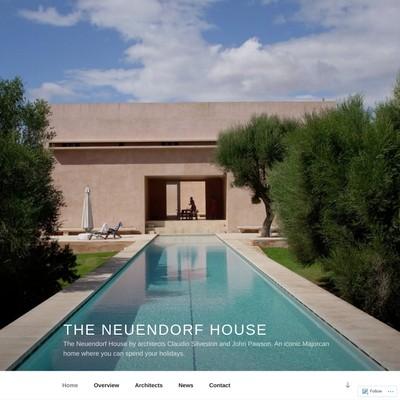 THE NEUENDORF HOUSE
The Neuendorf House by architects Claudio Silvestrin and John Pawson. An iconic Majorcan
home where you can spend your holidays.
Home Overview Architects News Contact
Follow